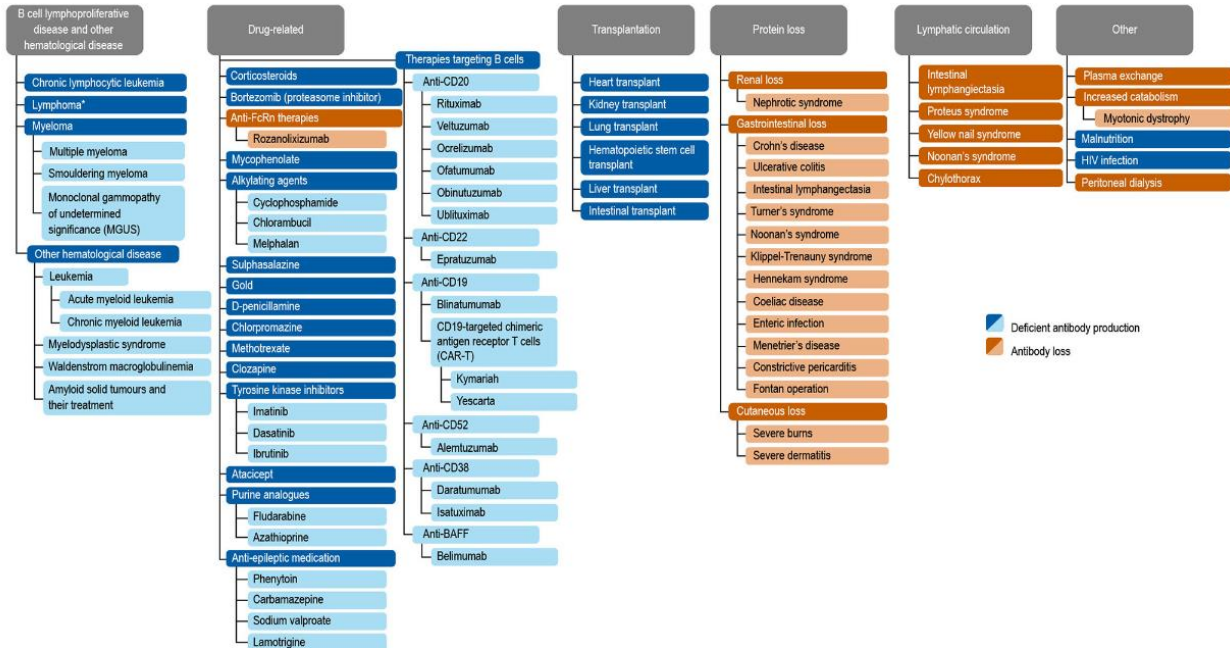 B cell lymphoproliferative
disease and other
hematological disease
Chronic lymphocytic leukemia
Lymphoma*
Myeloma
Multiple myeloma
Smouldering myeloma
Monoclonal gammopathy
of undetermined
significance (MGUS)
Other hematological disease
Leukemia
Acute myeloid leukemia
Chronic myeloid leukemia
Myelodysplastic syndrome
Waldenstrom macroglobulinemia
Amyloid solid tumours and
their treatment
Drug-related
Corticosteroids
Bortezomib (proteasome inhibitor)
Anti-FcRn therapies
Rozanolixizumab
Mycophenolate
Alkylating agents
Cyclophosphamide
Chlorambucil
Melphalan
Sulphasalazine
Gold
D-penicillamine
Chlorpromazine
Methotrexate
Clozapine
Tyrosine kinase inhibitors
Imatinib
Dasatinib
Ibrutinib
Atacicept
Purine analogues
Fludarabine
Azathioprine
Anti-epileptic medication
Phenytoin
Carbamazepine
Sodium valproate
Lamotrigine
Therapies targeting B cells
Anti-CD20
Rituximab
Veltuzumab
Ocrelizumab
Ofatumumab
Obinutuzumab
Ublituximab
Anti-CD22
Epratuzumab
Anti-CD19
Blinatumumab
CD19-targeted chimeric
antigen receptor T cells
(CAR-T)
Kymariah
Yescarta
Anti-CD52
Alemtuzumab
Anti-CD38
Daratumumab
Isatuximab
Anti-BAFF
Belimumab
Transplantation
Heart transplant
Kidney transplant
Lung transplant
Hematopoietic stem cell
transplant
Liver transplant
Intestinal transplant
Protein loss
Renal loss
Nephrotic syndrome
Gastrointestinal loss
Crohn's disease
Ulcerative colitis
Intestinal lymphangectasia
Turner's syndrome
Noonan's syndrome
Klippel-Trenauny syndrome
Hennekam syndrome
Coeliac disease
Enteric infection
Menetrier's disease
Constrictive pericarditis
Fontan operation
Cutaneous loss
Severe burns
Severe dermatitis
Lymphatic circulation
Intestinal
lymphangiectasia
Proteus syndrome
Yellow nail syndrome
Noonan's syndrome
Chylothorax
Other
Plasma exchange
Increased catabolism
Myotonic dystrophy
Malnutrition
HIV infection
Peritoneal dialysis
Deficient antibody production
Antibody loss